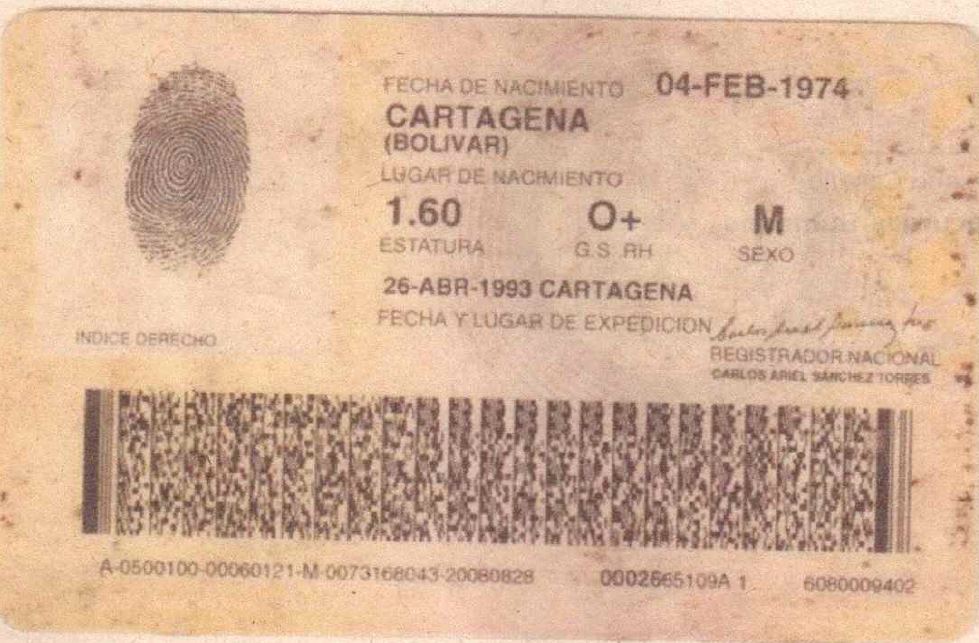 FECHA DE NACIMIENTO 04-FEB-1974
CARTAGENA
(BOLIVAR)
LUGAR DE NACIMIENTO
1.60 O+ M
ESTATURA G.S. RH SEXO
26-ABR-1993 CARTAGENA
FECHA Y LUGAR DE EXPEDICION
INDICE DERECHO
REGISTRADOR NACIONAL
CARLOS ARIEL SANCHEZ TORRES
A-0500100-00060121-M-0073168043-20080828 0002665109A 1 6080009402